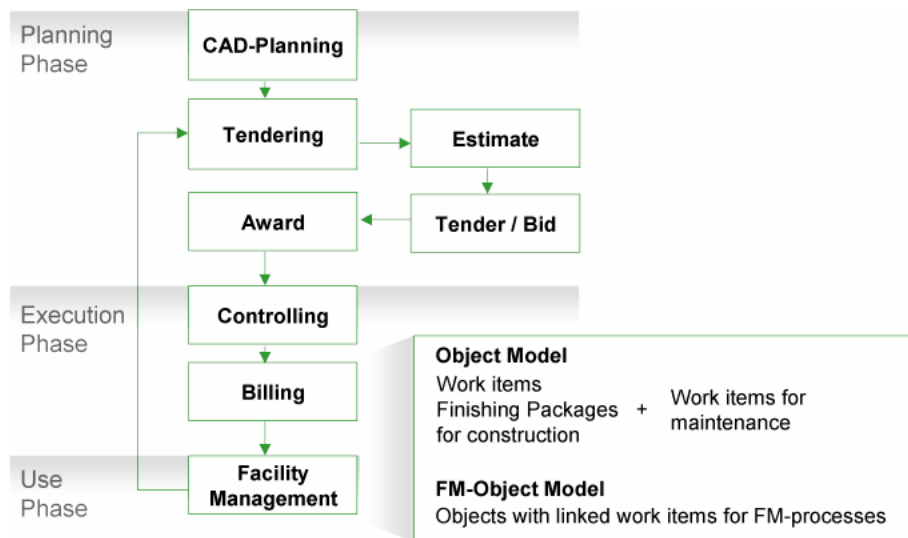 Planning
Phase
CAD-Planning
Tendering
Estimate
Award
Tender / Bid
Execution
Phase
Controlling
Billing
Object Model
Work items
Finishing Packages
for construction
+
Work items for
maintenance
Use
Phase
Facility
Management
FM-Object Model
Objects with linked work items for FM-processes